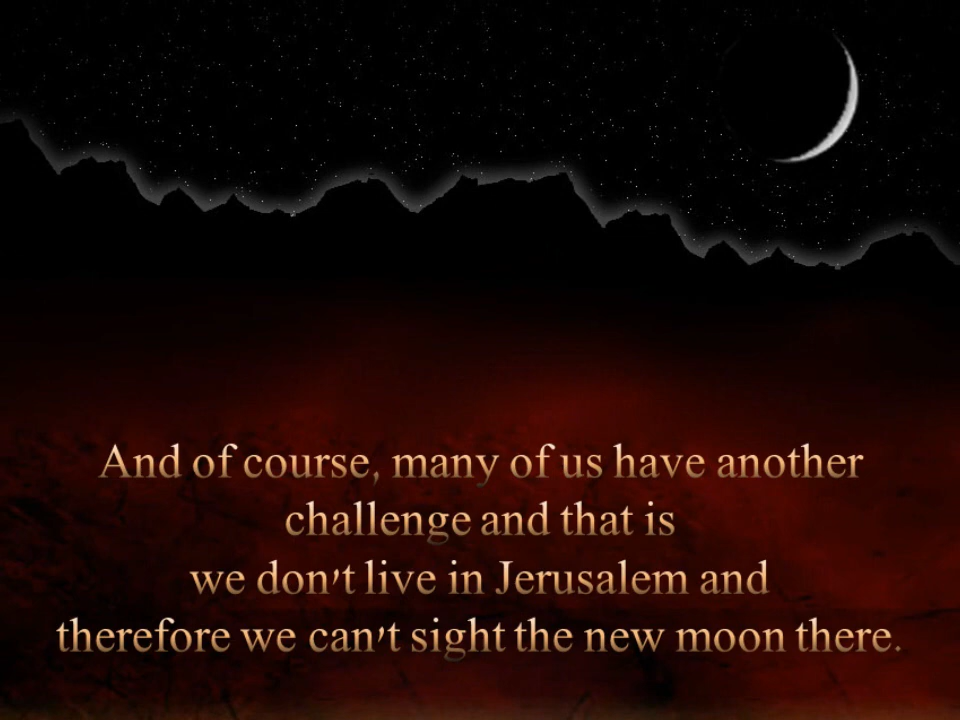 And of course, many of us have another
challenge and that is
we don't live in Jerusalem and
therefore we can't sight the new moon there.